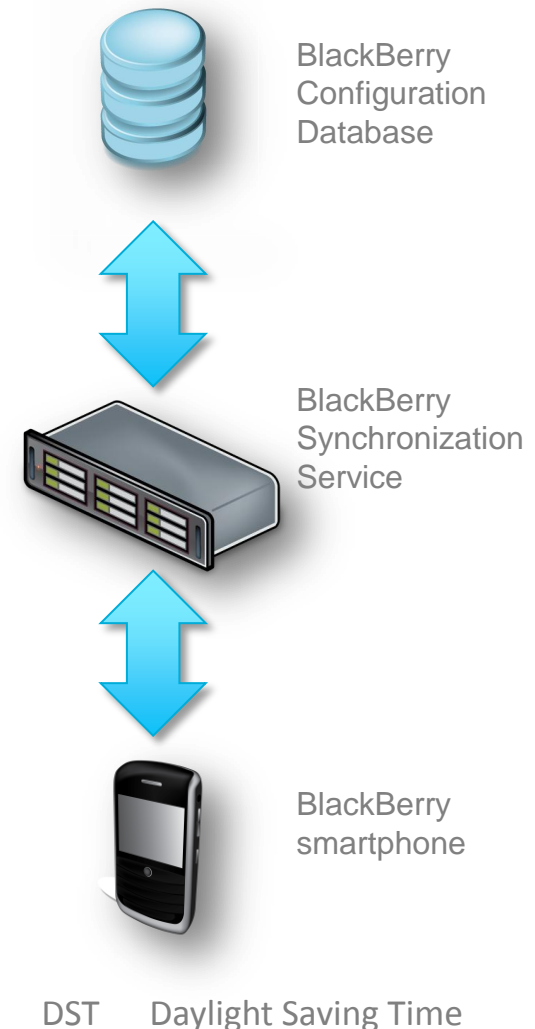 BlackBerry
Configuration
Database
BlackBerry
Synchronization
Service
BlackBerry
smartphone
DST Daylight Saving Time